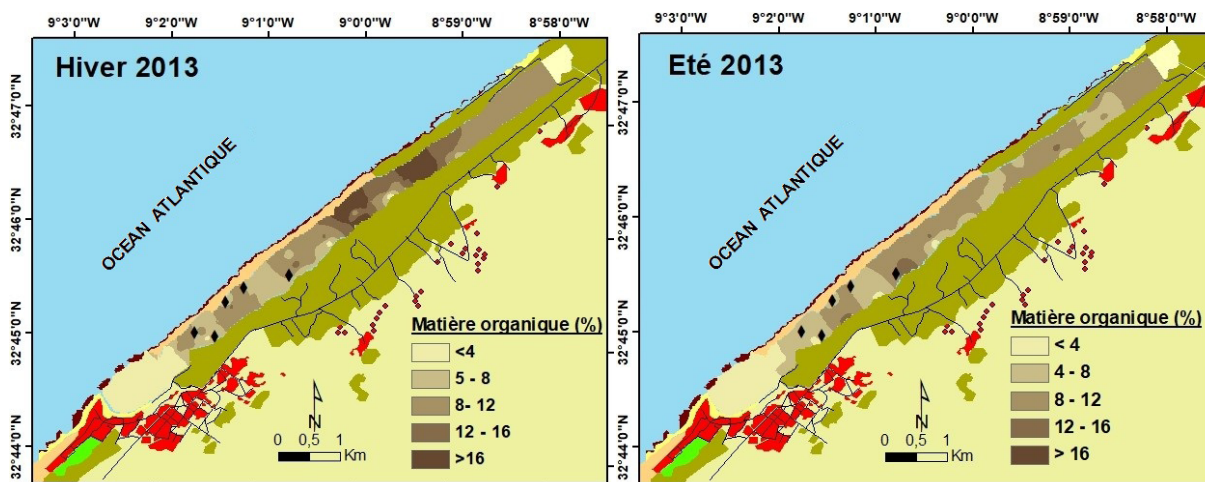 9°3'0"W 9°2'0"W 9°1'0"W 9°0'0"W 8°59'0"W 8°58'0"W
Hiver 2013
OCEAN ATLANTIQUE
32°47'0"N
32°46'0"N
32°45'0"N
32°44'0"N
Matière organique (%)
<4
5 - 8
8- 12
12 - 16
>16
N
0 0,5 1
Km
9°3'0"W 9°2'0"W 9°1'0"W 9°0'0"W 8°59'0"W 8°58'0"W
Eté 2013
OCEAN ATLANTIQUE
32°47'0"N
32°46'0"N
32°45'0"N
32°44'0"N
Matière organique (%)
< 4
4 - 8
8 - 12
12 - 16
> 16
N
0 0,5 1
Km